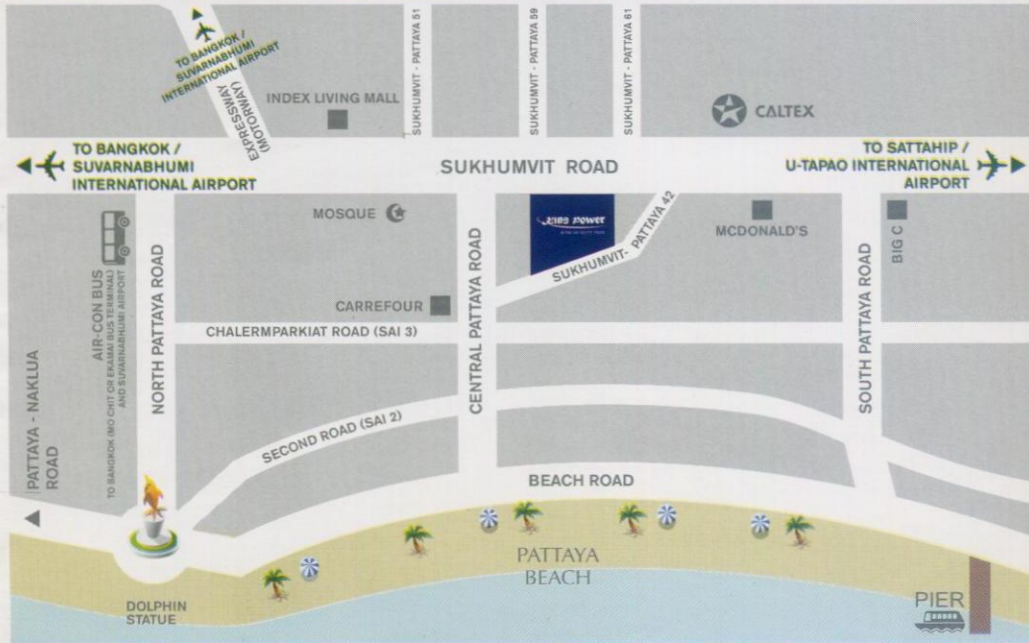 TO BANGKOK /
SUVARNABHUMI
INTERNATIONAL AIRPORT
EXPRESSWAY
(MOTORWAY)
INDEX LIVING MALL
SUKHUMVIT - PATTAYA 51
SUKHUMVIT - PATTAYA 59
SUKHUMVIT - PATTAYA 61
CALTEX
TO BANGKOK /
SUVARNABHUMI
INTERNATIONAL AIRPORT
SUKHUMVIT ROAD
TO SATTAHIP /
U-TAPAO INTERNATIONAL
AIRPORT
AIR-CON BUS
TO BANGKOK (MO CHIT OR EKAMAI BUS TERMINAL)
AND SUVARNABHUMI AIRPORT
NORTH PATTAYA ROAD
MOSQUE
CARREFOUR
CENTRAL PATTAYA ROAD
KING POWER
SUKHUMVIT- PATTAYA 42
MCDONALD'S
SOUTH PATTAYA ROAD
BIG C
CHALERMPARKIAT ROAD (SAI 3)
PATTAYA - NAKLUA
ROAD
SECOND ROAD (SAI 2)
BEACH ROAD
PATTAYA
BEACH
DOLPHIN
STATUE
PIER